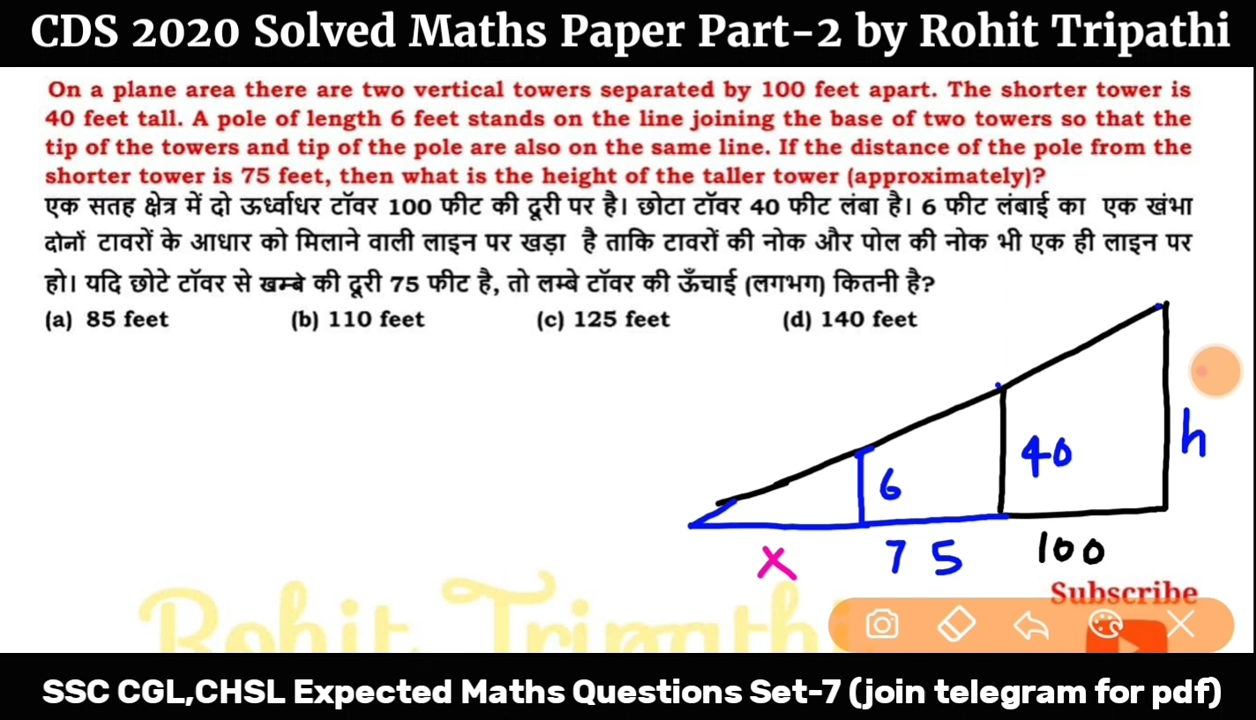 CDS 2020 Solved Maths Paper Part-2 by Rohit Tripathi
On a plane area there are two vertical towers separated by 100 feet apart. The shorter tower is
40 feet tall. A pole of length 6 feet stands on the line joining the base of two towers so that the
tip of the towers and tip of the pole are also on the same line. If the distance of the pole from the
shorter tower is 75 feet, then what is the height of the taller tower (approximately)?
एक सतह क्षेत्र में दो ऊर्ध्वाधर टॉवर 100 फीट की दूरी पर है। छोटा टॉवर 40 फीट लंबा है। 6 फीट लंबाई का एक खंभा
दोनों टावरों के आधार को मिलाने वाली लाइन पर खड़ा है ताकि टावरों की नोक और पोल की नोक भी एक ही लाइन पर
हो। यदि छोटे टॉवर से खम्बे की दूरी 75 फीट है, तो लम्बे टॉवर की ऊँचाई (लगभग) कितनी है?
(a) 85 feet (b) 110 feet (c) 125 feet (d) 140 feet
6 40 h
x 75 100
Subscribe
Rohit Tripathi
SSC CGL,CHSL Expected Maths Questions Set-7 (join telegram for pdf)